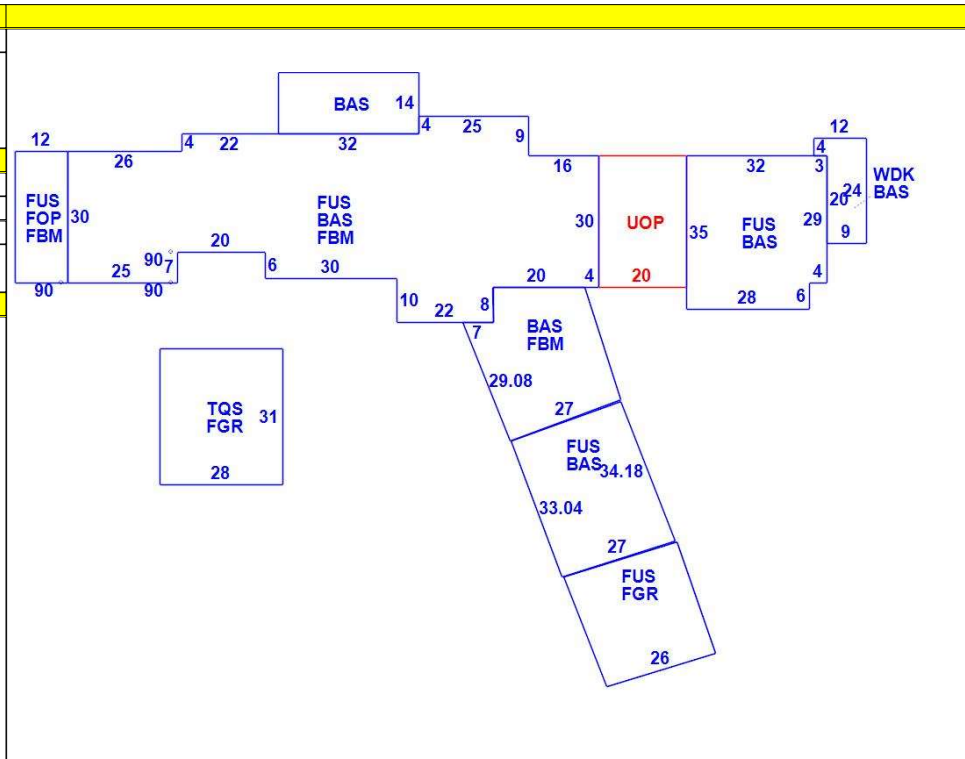 BAS 14
12
4 22 32
4 25
9
12
26
16
32
4
3
WDK
BAS
FUS
FOP
FBM
30
FUS
BAS
FBM
30
UOP
35
FUS
BAS
29
20 24
9
90
7
20
6
30
25
90
90
10
22
8
20
4
20
28
6
4
7
BAS
FBM
29.08
27
TQS
FGR
31
28
FUS
BAS
34.18
33.04
27
FUS
FGR
26